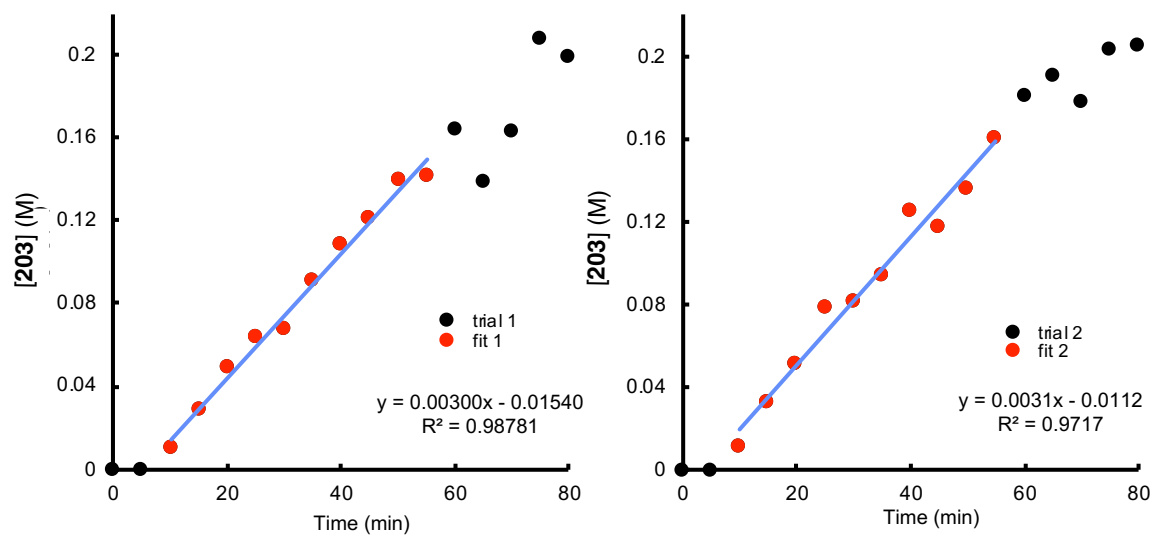 0.2
0.16
0.12
0.08
0.04
0
[203] (M)
trial 1
fit 1
y = 0.00300x - 0.01540
R² = 0.98781
0 20 40 60 80
Time (min)
0.2
0.16
0.12
0.08
0.04
0
[203] (M)
trial 2
fit 2
y = 0.0031x - 0.0112
R² = 0.9717
0 20 40 60 80
Time (min)